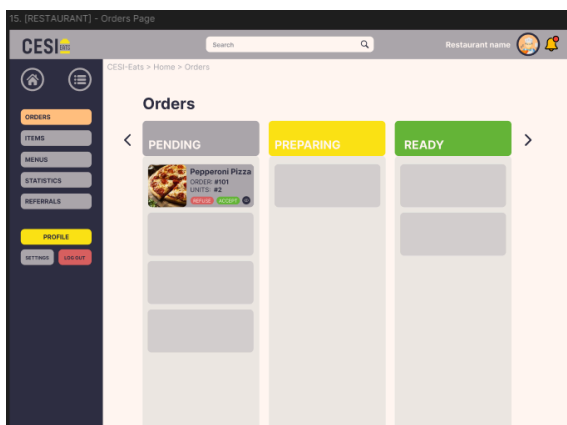 15. [RESTAURANT] - Orders Page
CESI EATS
Search
Restaurant name
CESI-Eats > Home > Orders
ORDERS
ITEMS
MENUS
STATISTICS
REFERRALS
PROFILE
SETTINGS
LOG OUT
Orders
PENDING
PREPARING
READY
Pepperoni Pizza
ORDER: #101
UNITS: #2
REFUSE
ACCEPT